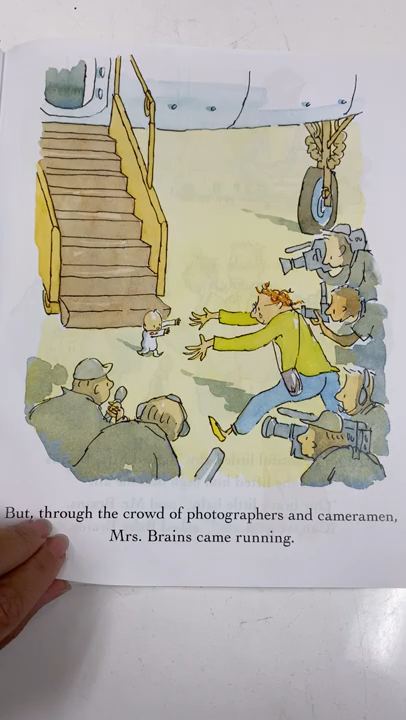 But, through the crowd of photographers and cameramen,
Mrs. Brains came running.